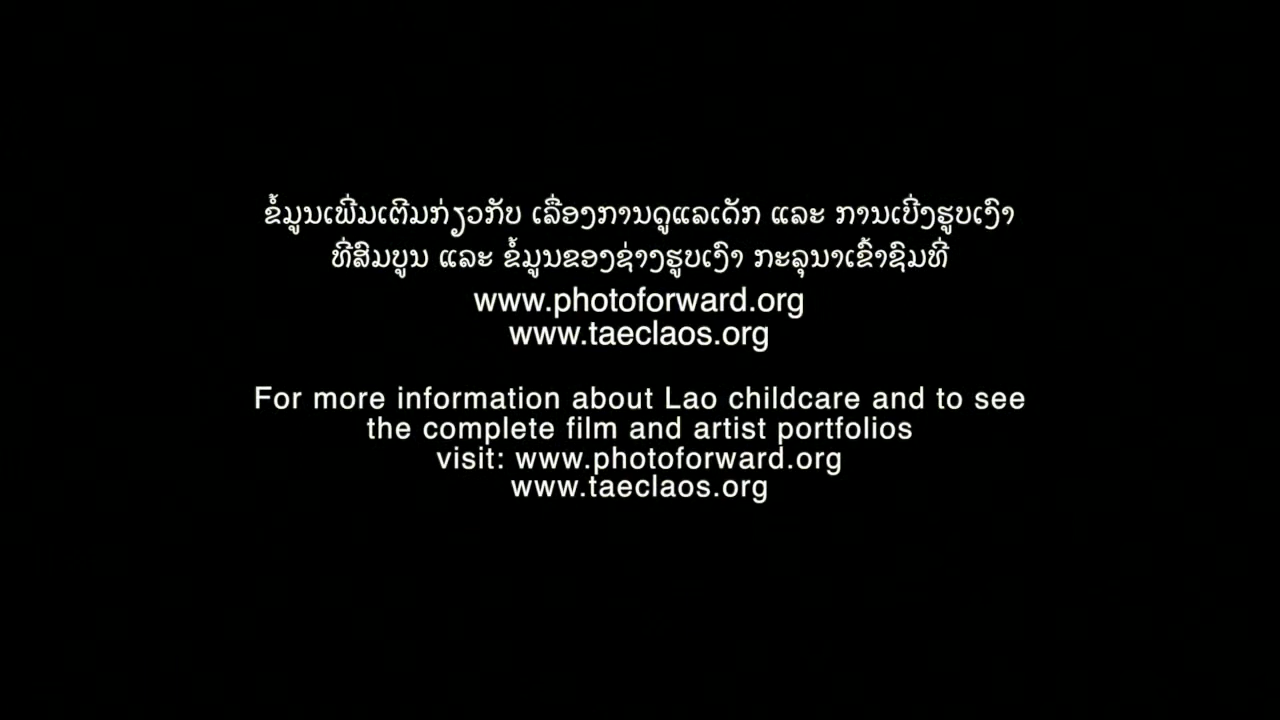 ຂໍ້ມູນເພີ່ມເຕີມກ່ຽວກັບ ເລື່ອງການດູແລເດັກ ແລະ ການເບີ່ງຮູບເງົາ
ທີ່ສົມບູນ ແລະ ຂໍ້ມູນຂອງຊ່າງຮູບເງົາ ກະລຸນາເຂົ້າຊົມທີ່
www.photoforward.org
www.taeclaos.org
For more information about Lao childcare and to see
the complete film and artist portfolios
visit: www.photoforward.org
www.taeclaos.org